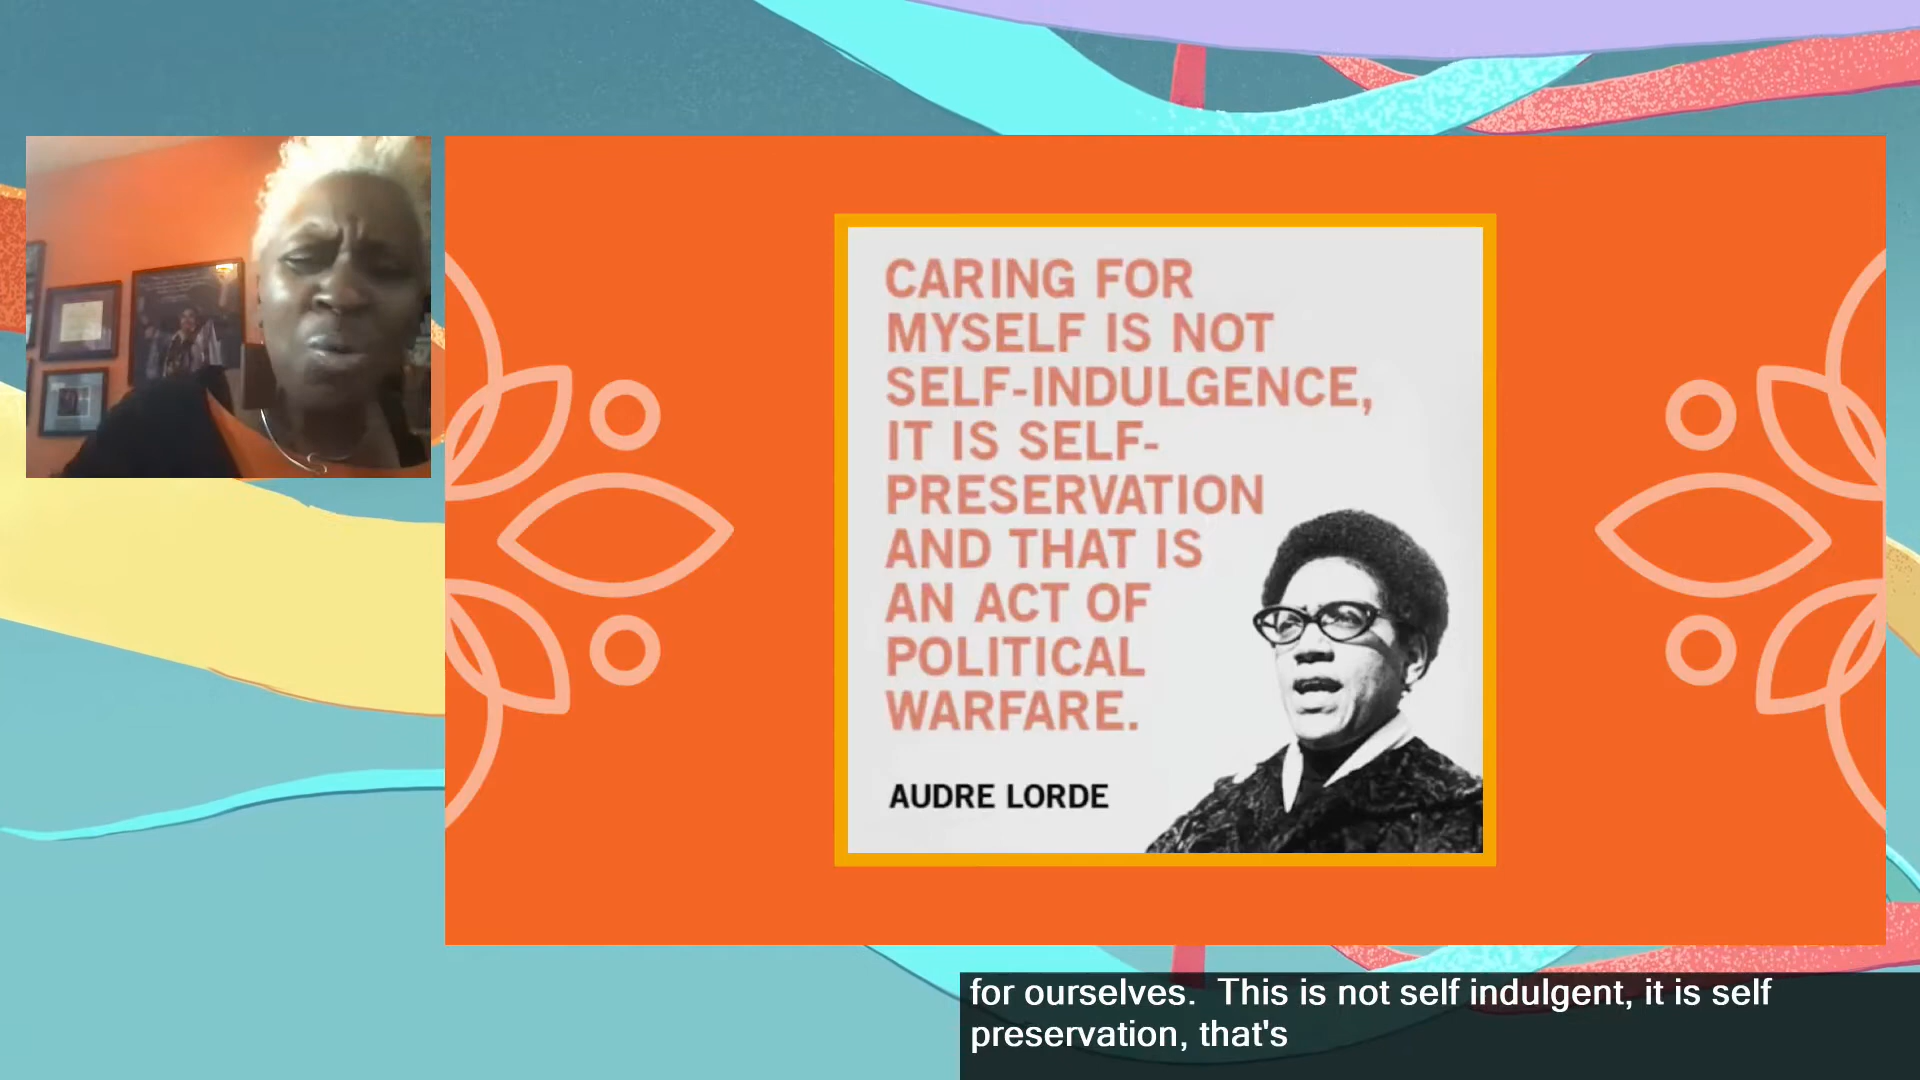 CARING FOR
MYSELF IS NOT
SELF-INDULGENCE,
IT IS SELF-
PRESERVATION
AND THAT IS
AN ACT OF
POLITICAL
WARFARE.
AUDRE LORDE
for ourselves.  This is not self indulgent, it is self
preservation, that's